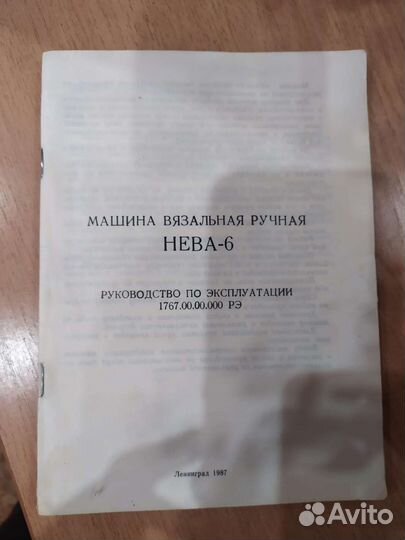 МАШИНА ВЯЗАЛЬНАЯ РУЧНАЯ
НЕВА-6
РУКОВОДСТВО ПО ЭКСПЛУАТАЦИИ
1767.00.00.000 РЭ
Ленинград 1987
Avito